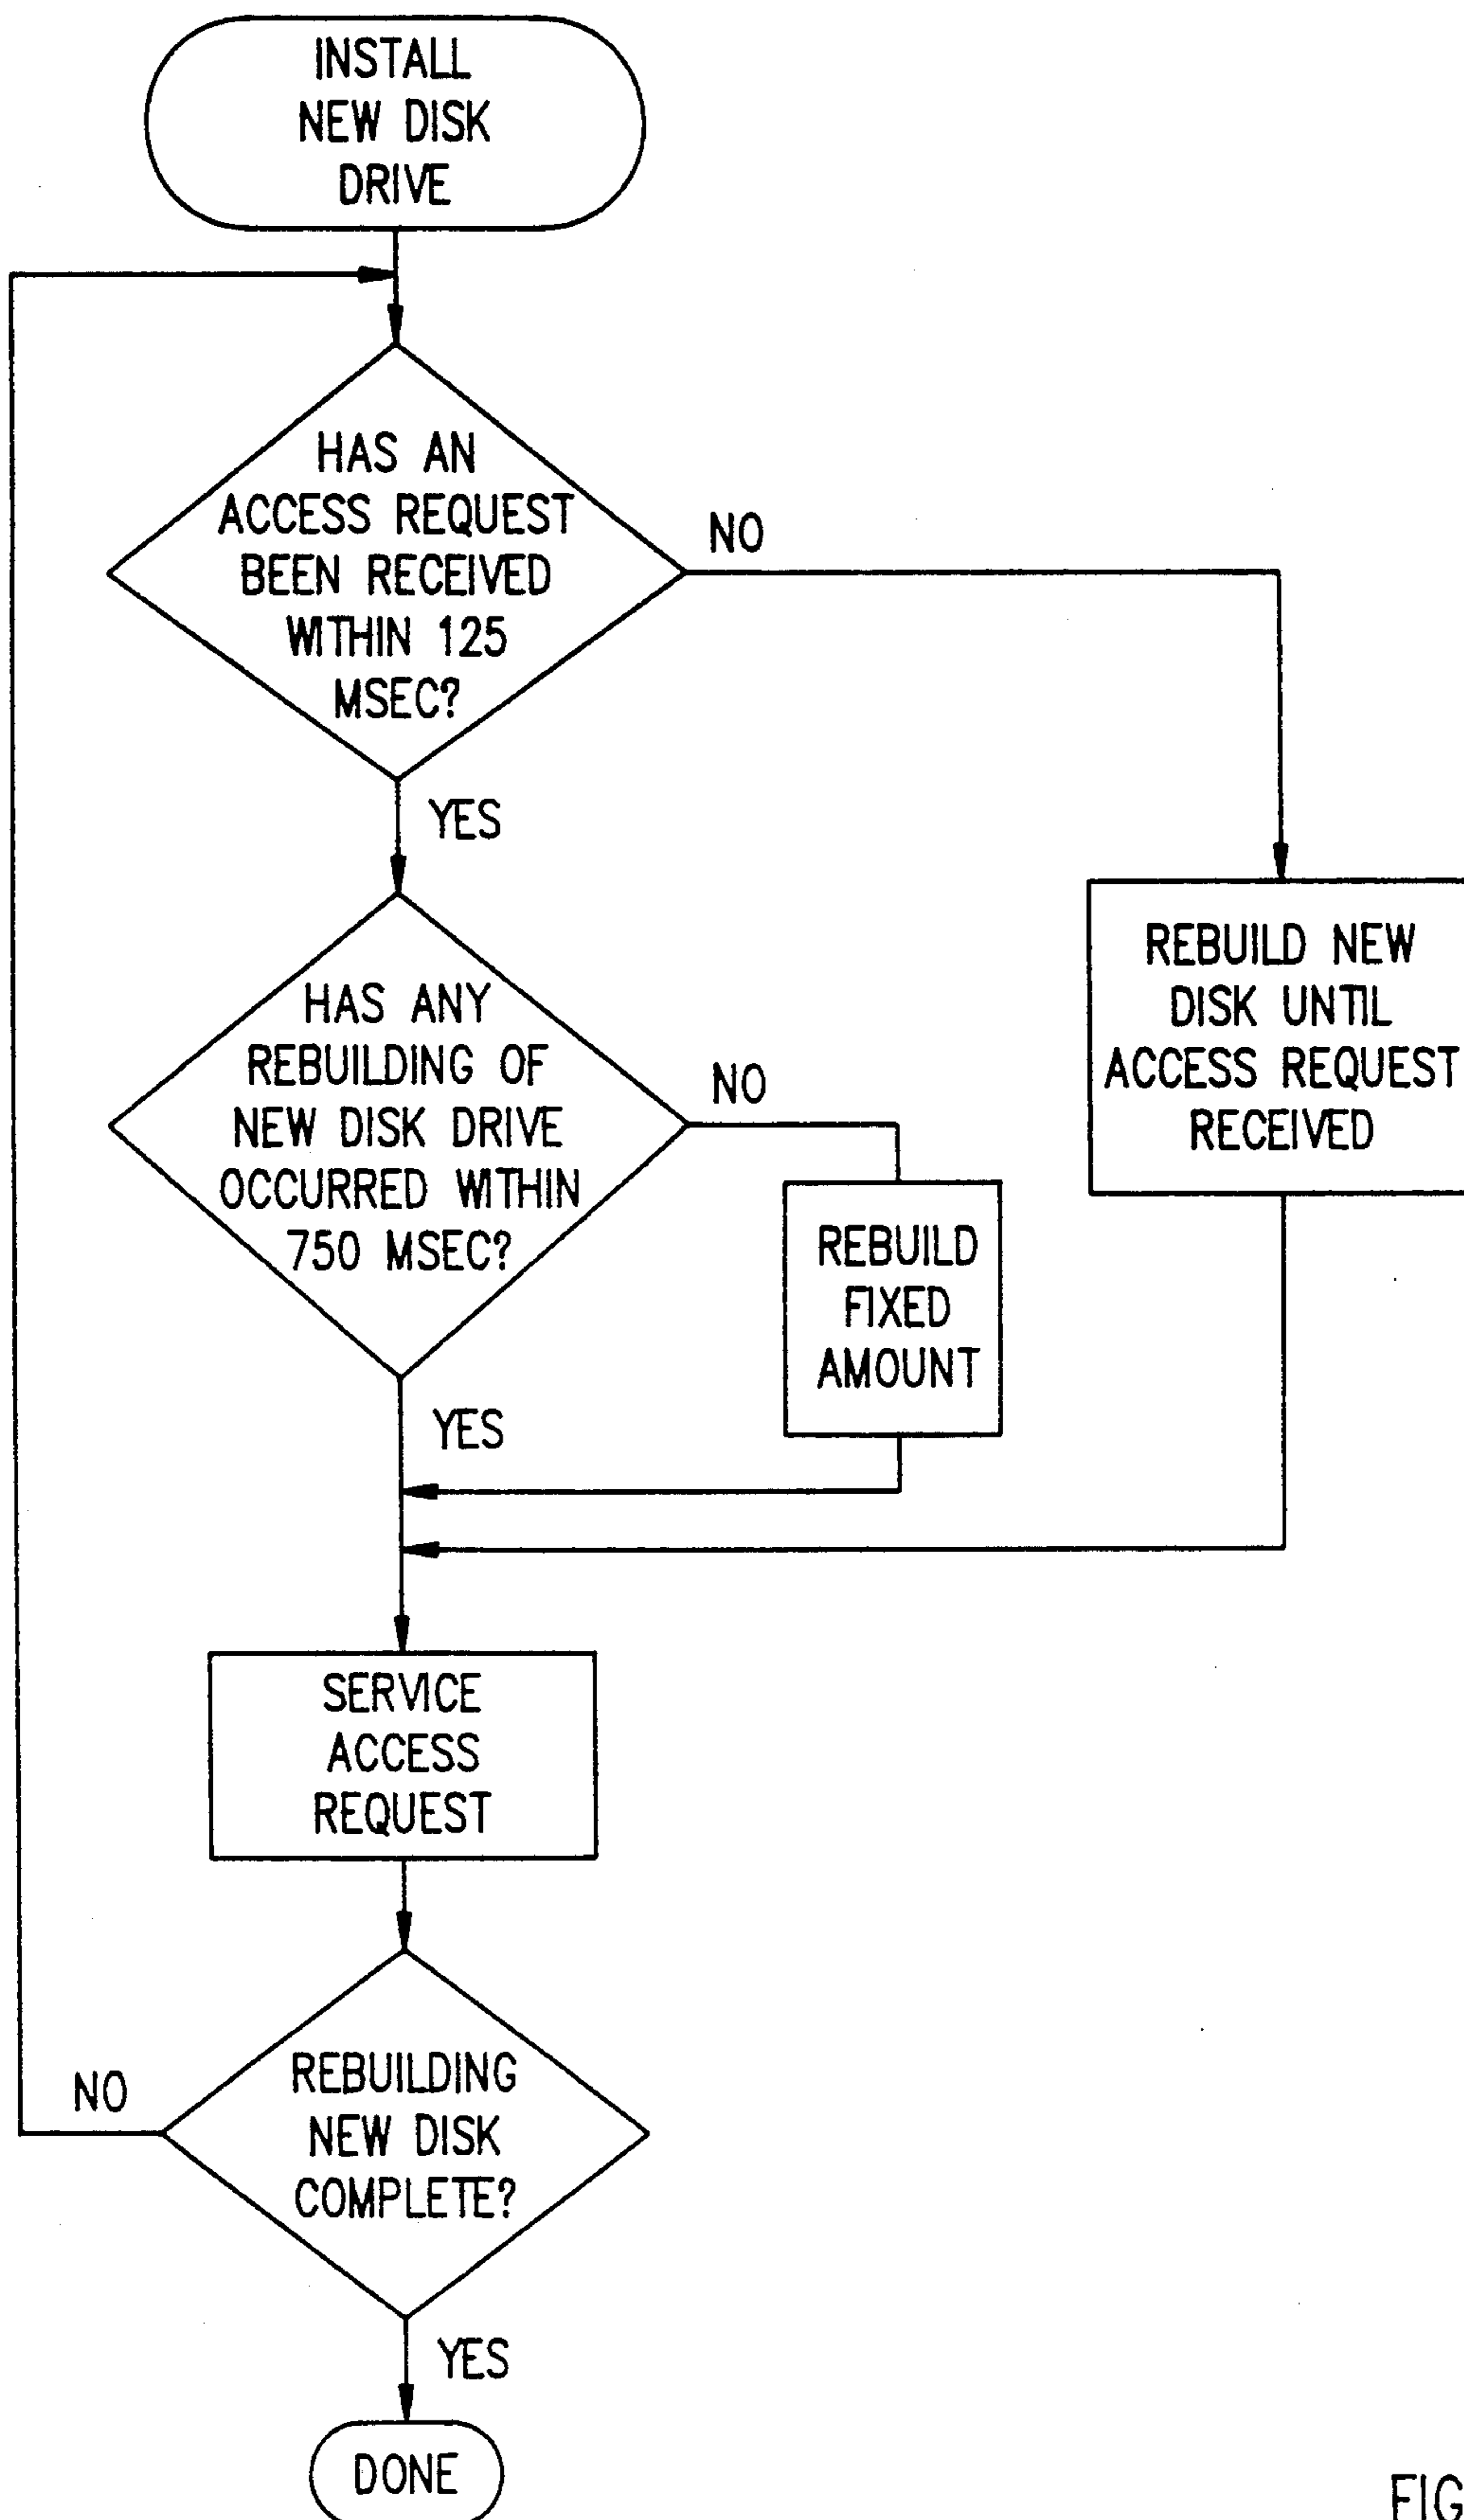 INSTALL
NEW DISK
DRIVE
HAS AN
ACCESS REQUEST
BEEN RECEIVED
WITHIN 125
MSEC?
NO
YES
REBUILD NEW
DISK UNTIL
ACCESS REQUEST
RECEIVED
HAS ANY
REBUILDING OF
NEW DISK DRIVE
OCCURRED WITHIN
750 MSEC?
NO
REBUILD
FIXED
AMOUNT
YES
SERVICE
ACCESS
REQUEST
REBUILDING
NEW DISK
COMPLETE?
NO
YES
DONE
FIG